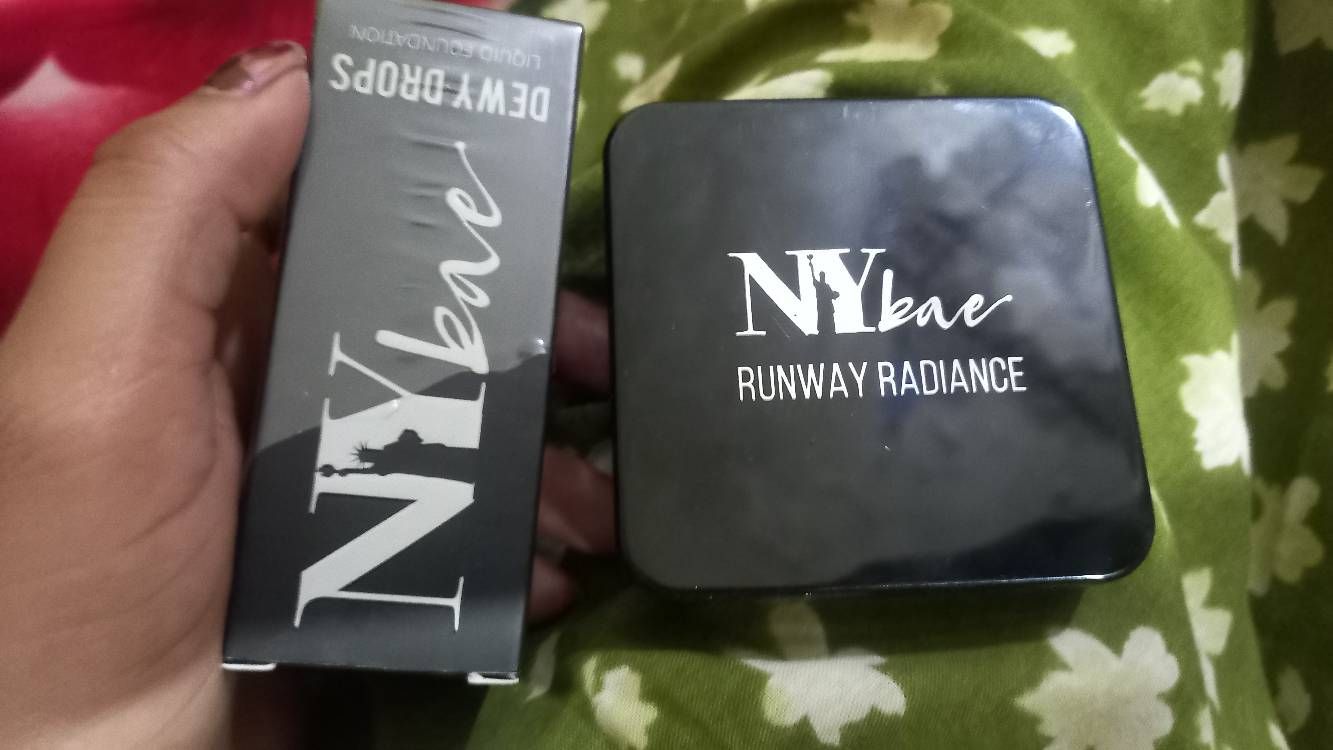 DEWY DROPS
LIQUID FOUNDATION
NYbae
NYbae
RUNWAY RADIANCE